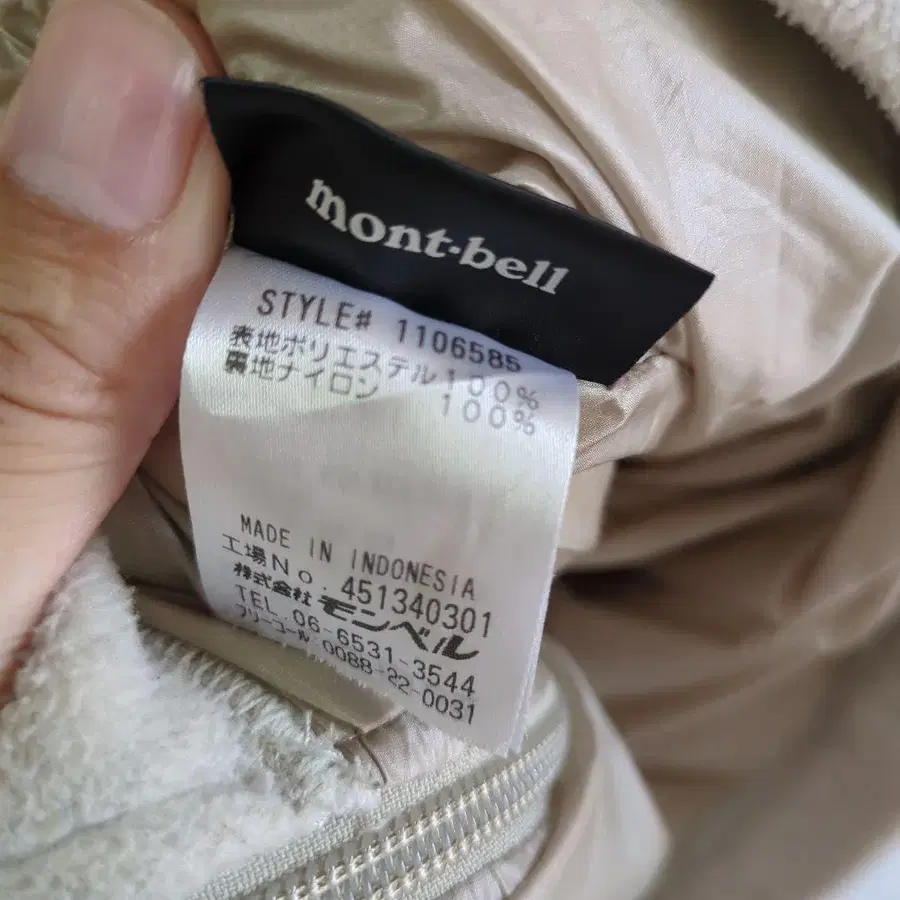 mont-bell
STYLE# 1106585
表地ポリエステル100%
裏地ナイロン 100%
MADE IN INDONESIA
工場No. 451340301
株式会社モンベル
TEL. 06-6531-3544
フリーコール 0088-22-0031